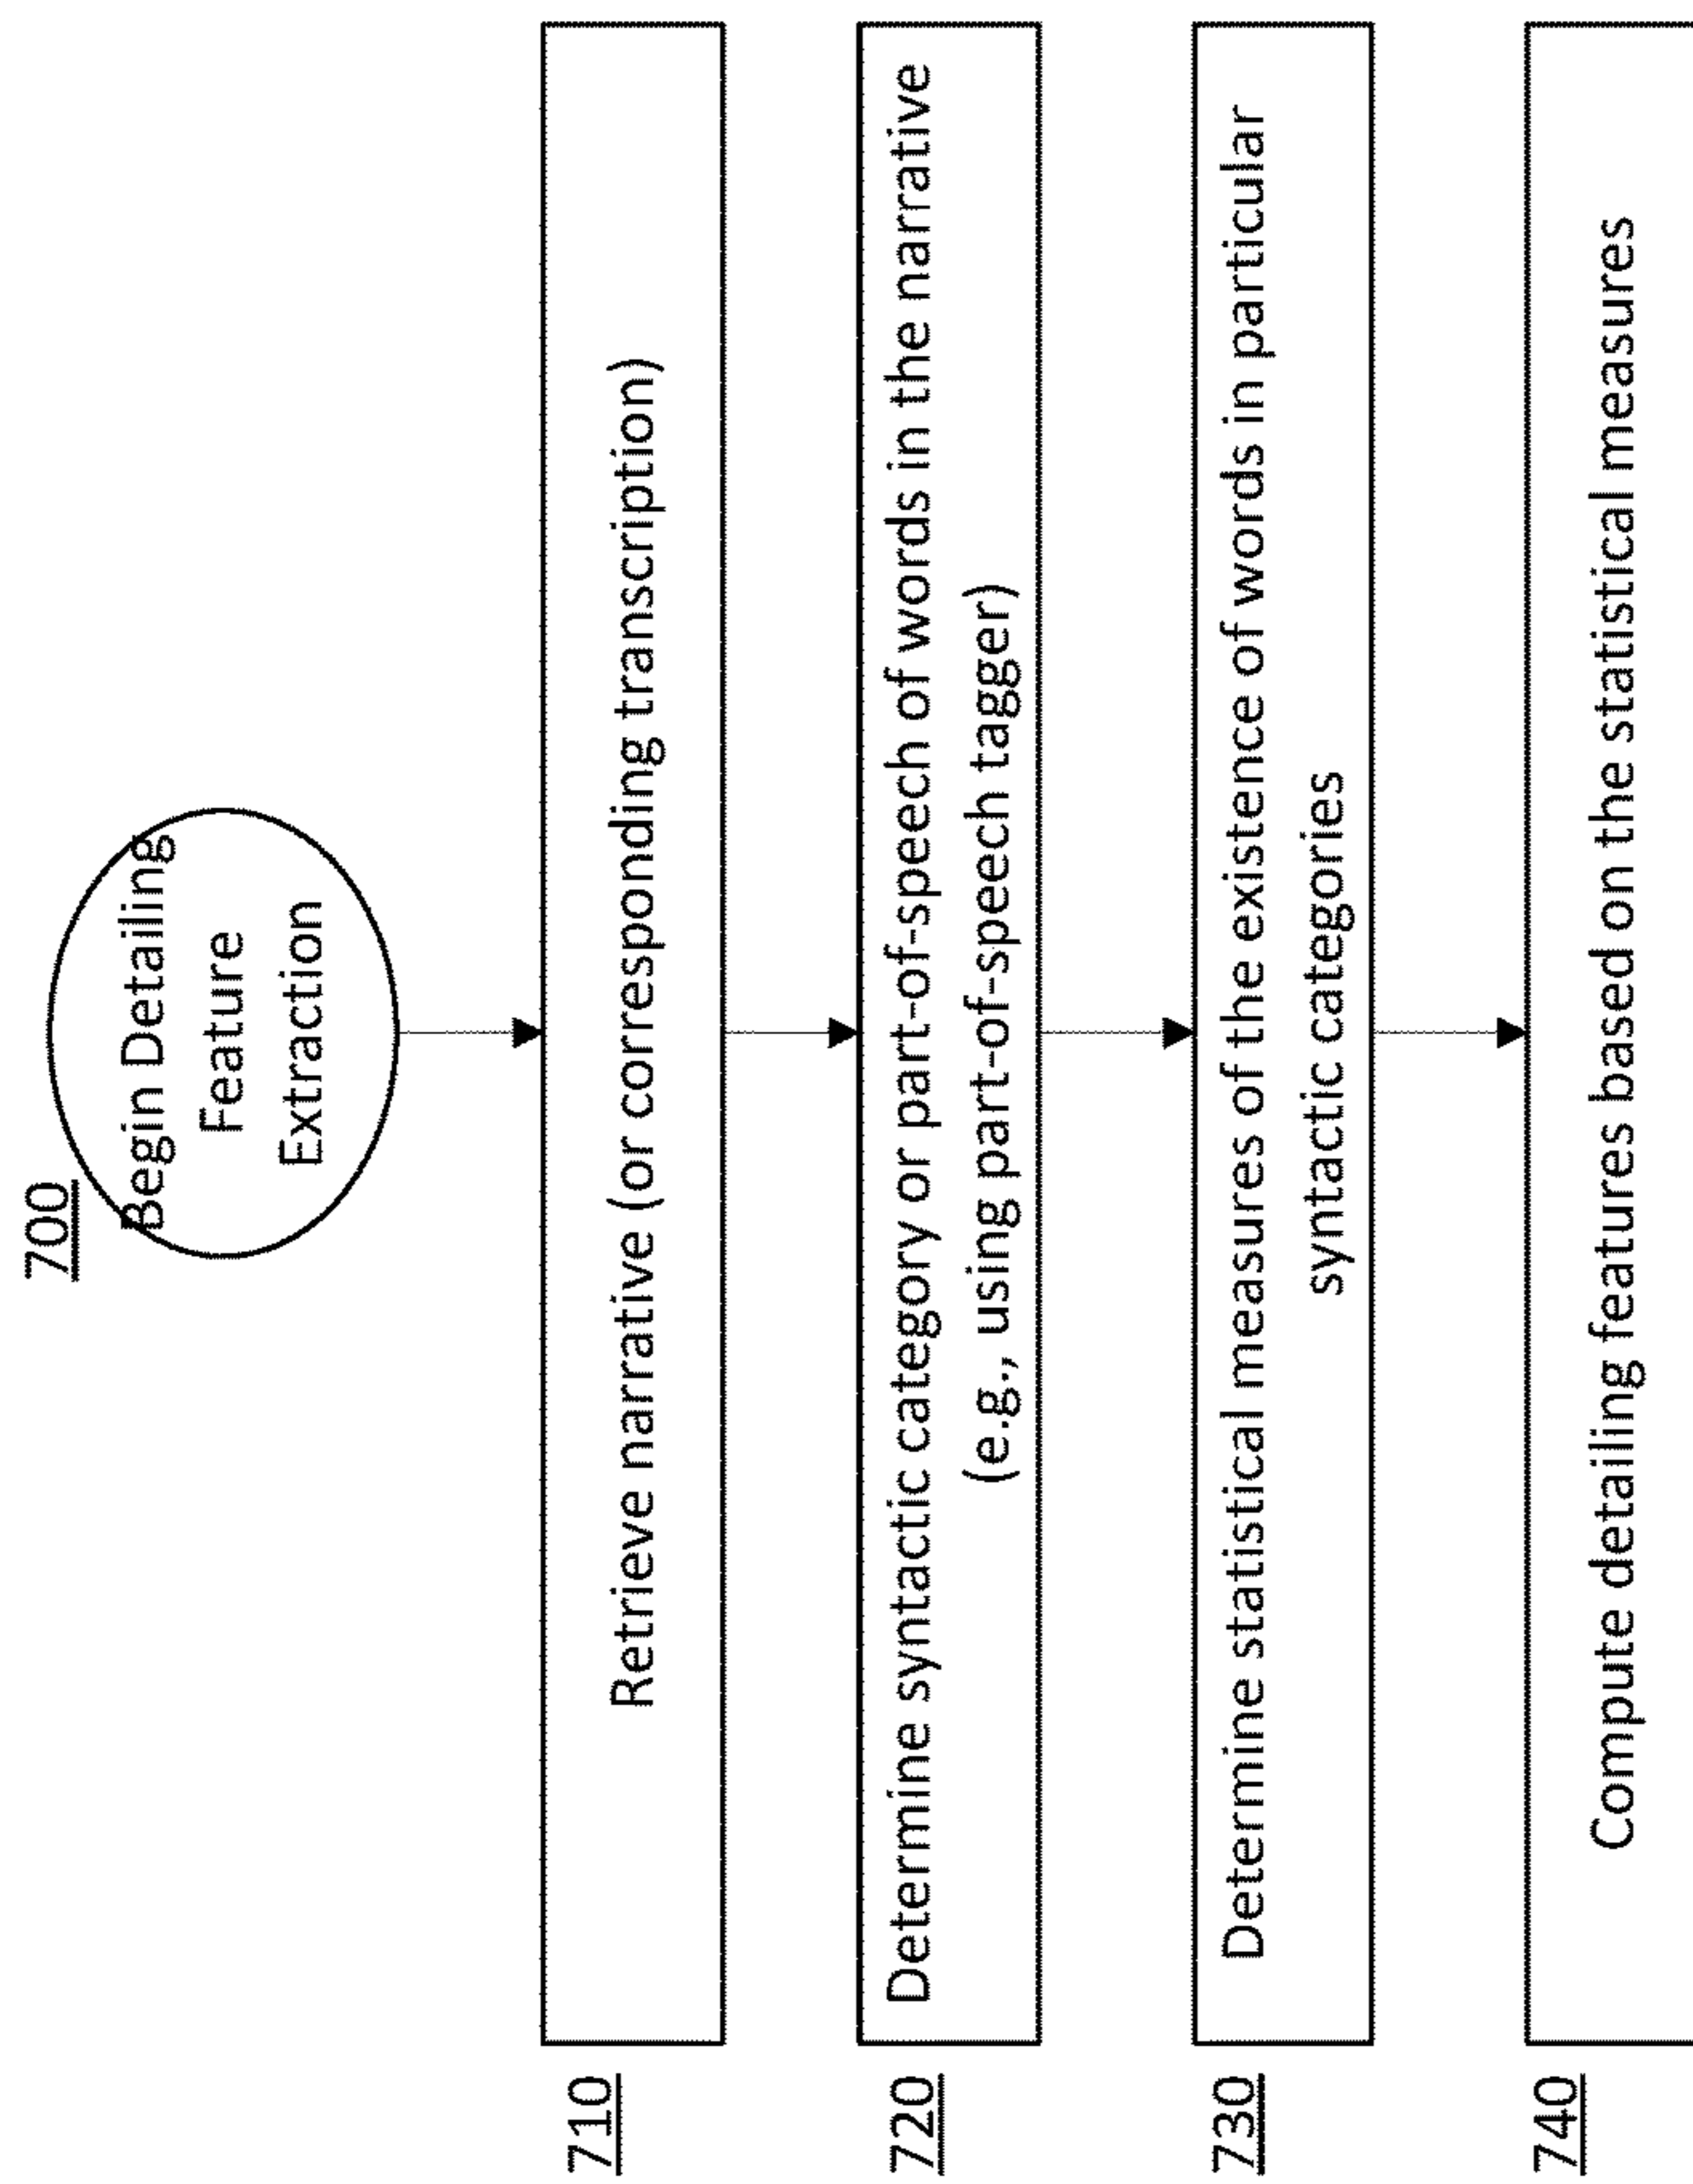 700
Begin Detailing
Feature
Extraction
710
Retrieve narrative (or corresponding transcription)
720
Determine syntactic category or part-of-speech of words in the narrative
(e.g., using part-of-speech tagger)
730
Determine statistical measures of the existence of words in particular
syntactic categories
740
Compute detailing features based on the statistical measures